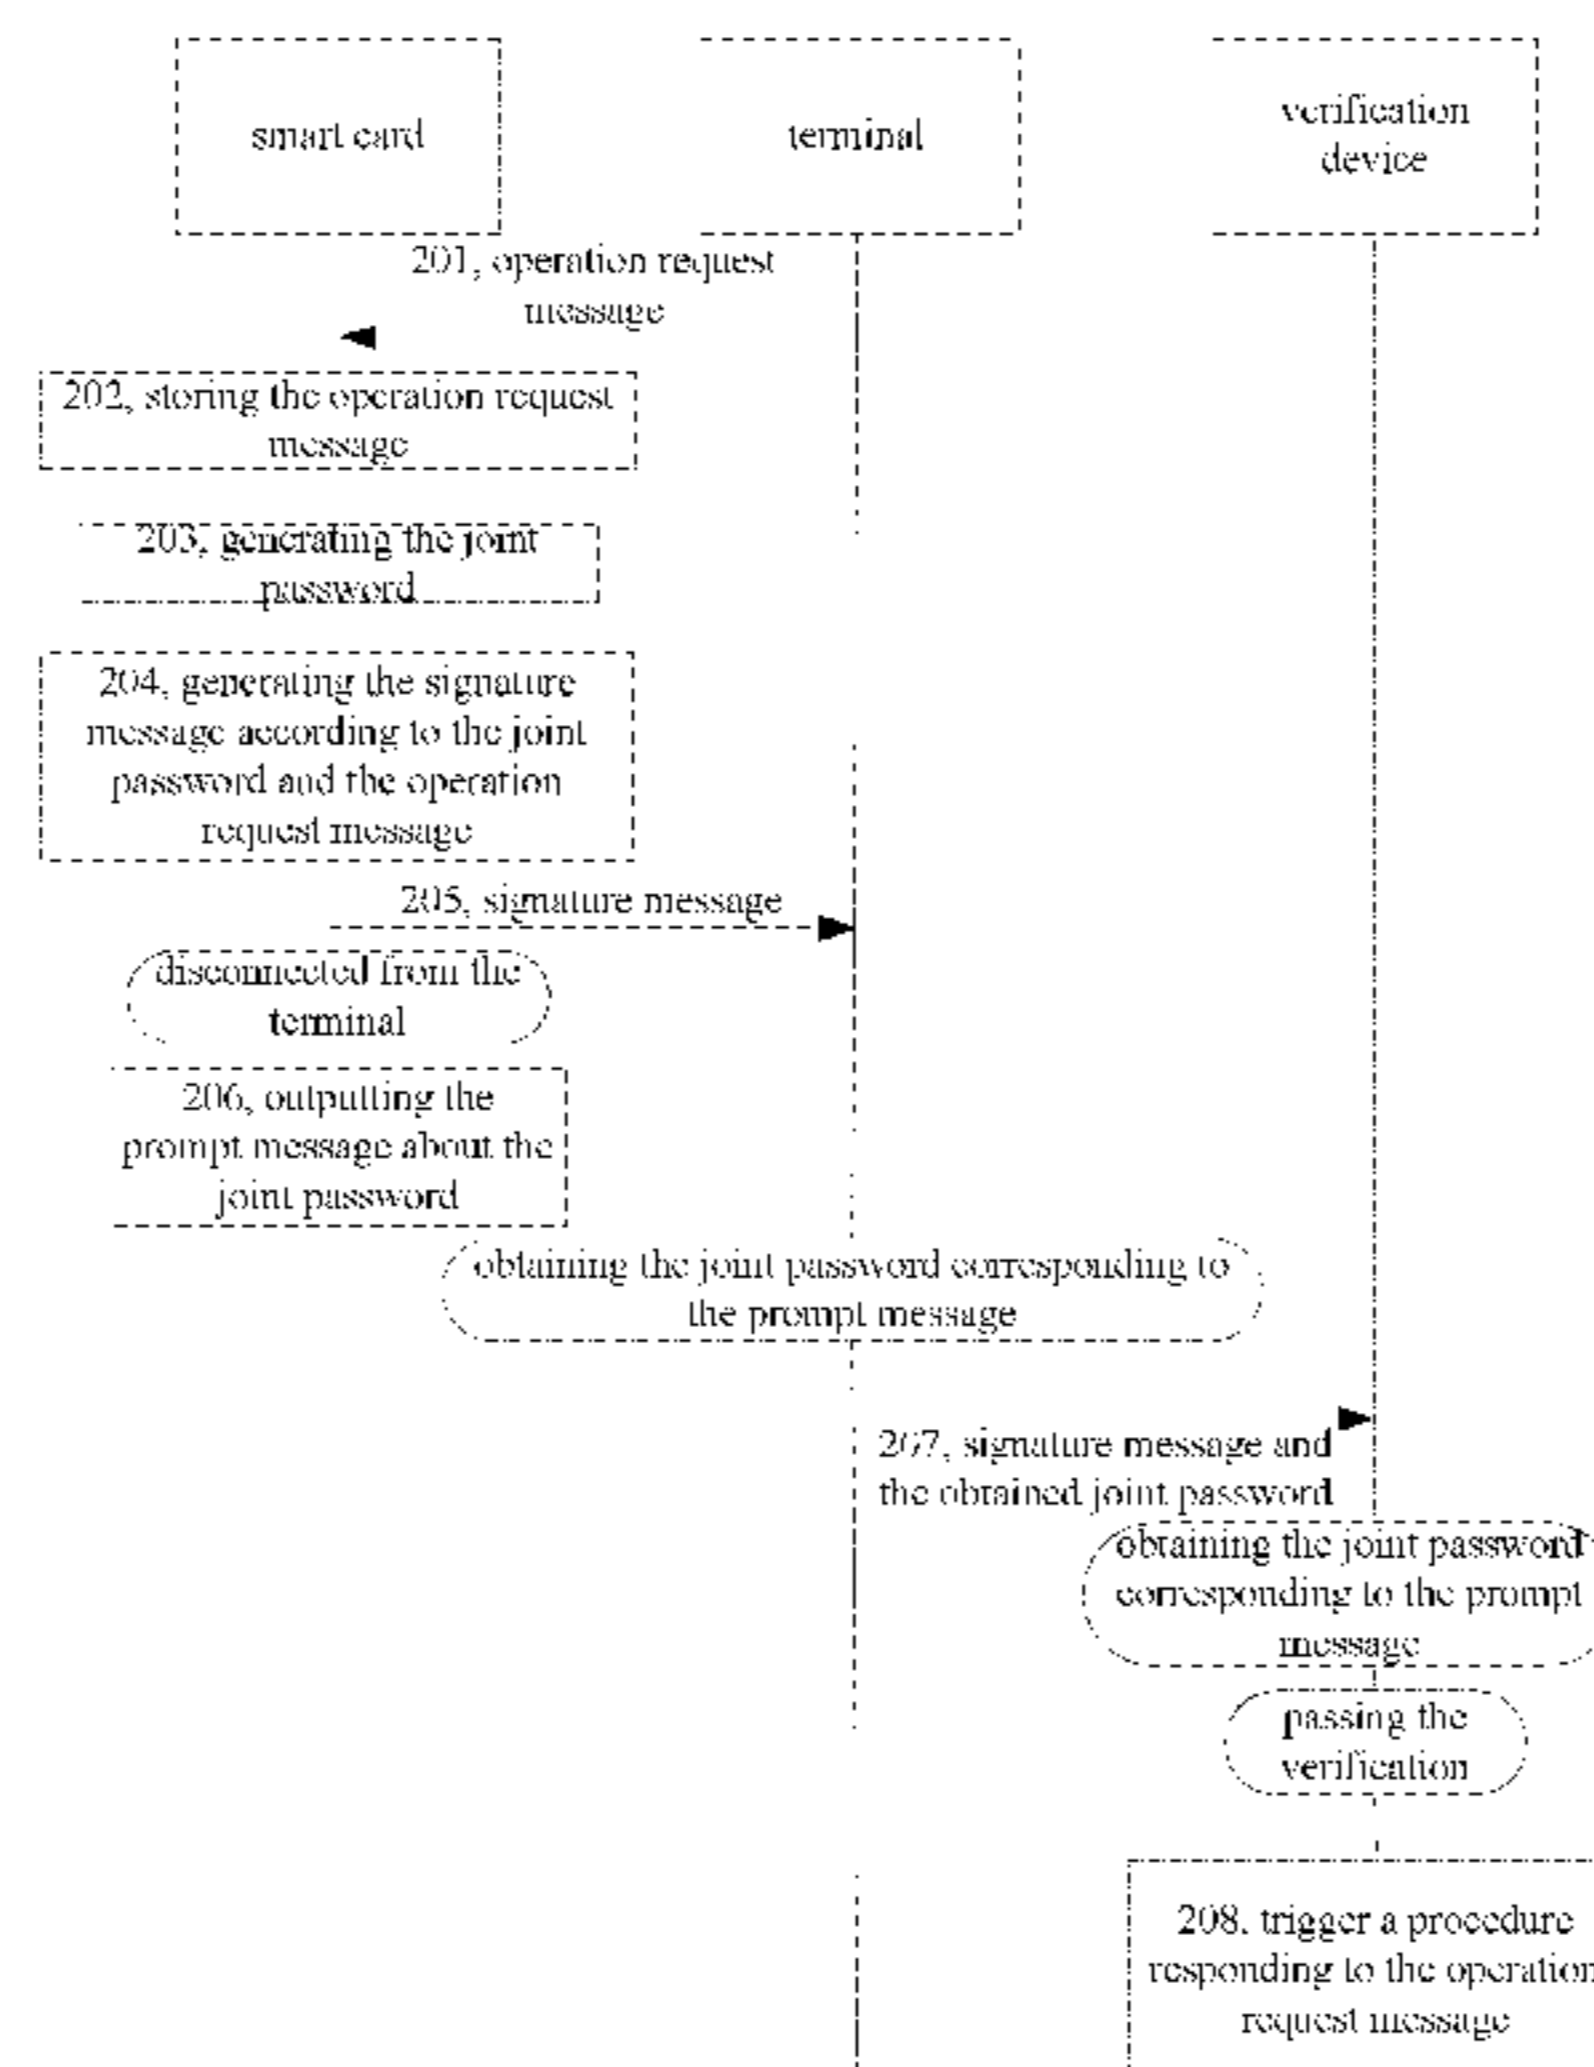 smart card
terminal
verification
device
201, operation request
message
202, storing the operation request
message
203, generating the joint
password
204, generating the signature
message according to the joint
password and the operation
request message
205, signature message
disconnected from the
terminal
206, outputting the
prompt message about the
joint password
obtaining the joint password corresponding to
the prompt message
207, signature message and
the obtained joint password
obtaining the joint password
corresponding to the prompt
message
passing the
verification
208. trigger a procedure
responding to the operation
request message